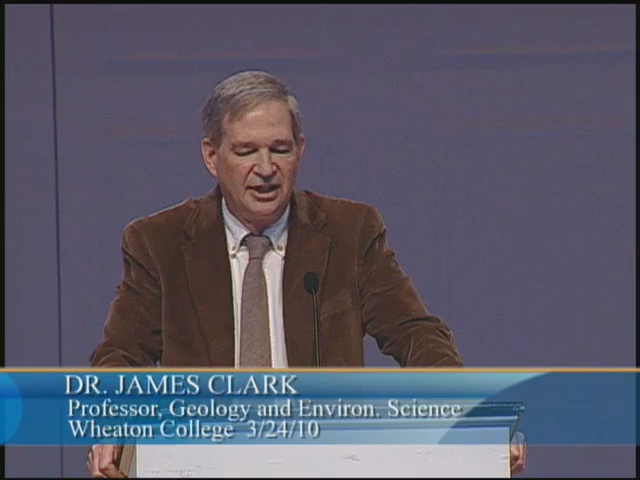 DR. JAMES CLARK
Professor, Geology and Environ. Science
Wheaton College 3/24/10